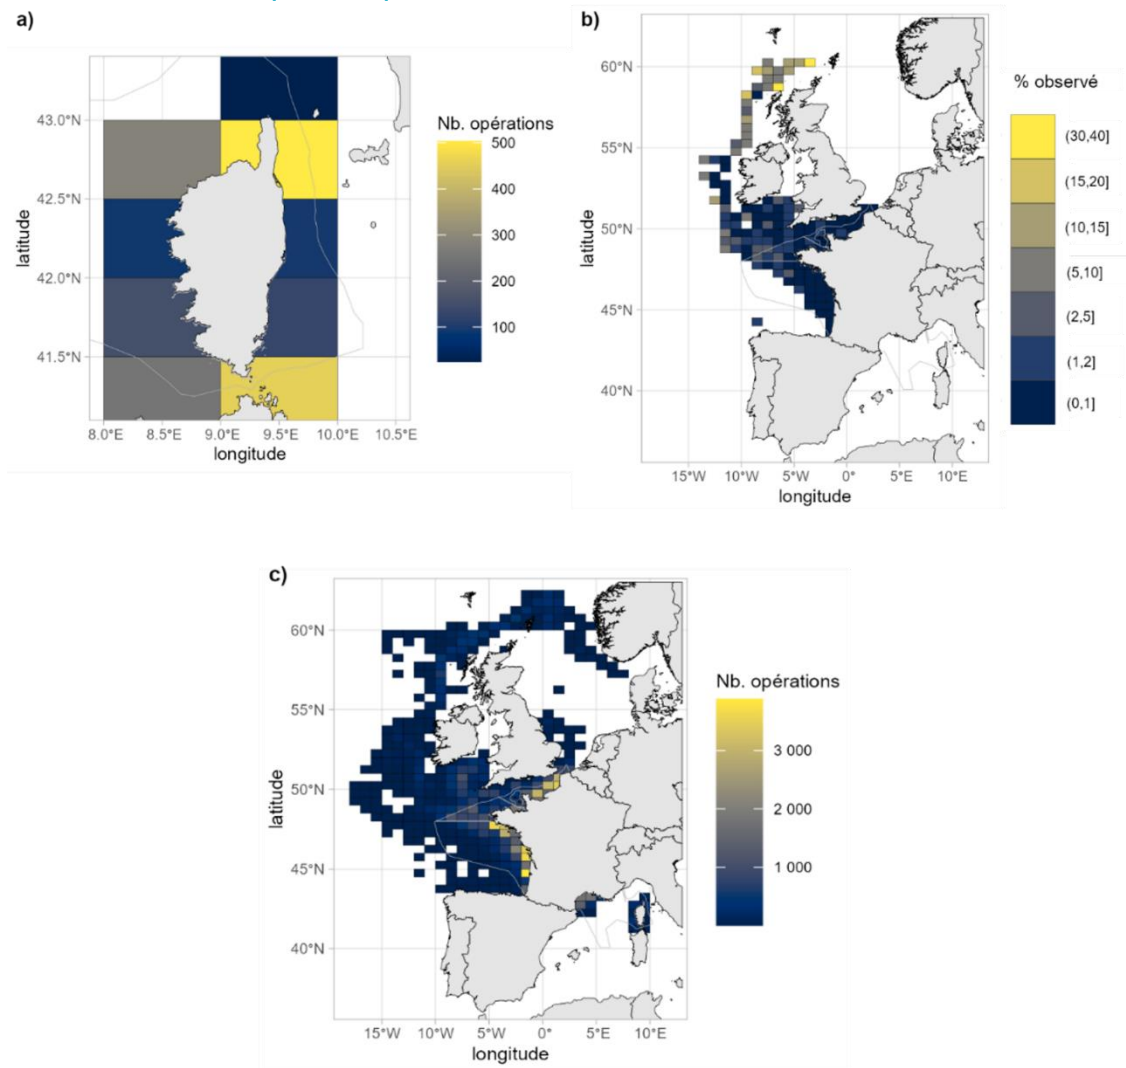 a)
43.0°N
42.5°N
42.0°N
41.5°N
8.0°E 8.5°E 9.0°E 9.5°E 10.0°E 10.5°E
longitude
latitude
Nb. opérations
500
400
300
200
100
b)
60°N
55°N
50°N
45°N
40°N
15°W 10°W 5°W 0° 5°E 10°E
longitude
latitude
% observé
(30,40]
(15,20]
(10,15]
(5,10]
(2,5]
(1,2]
(0,1]
c)
60°N
55°N
50°N
45°N
40°N
15°W 10°W 5°W 0° 5°E 10°E
longitude
latitude
Nb. opérations
3 000
2 000
1 000